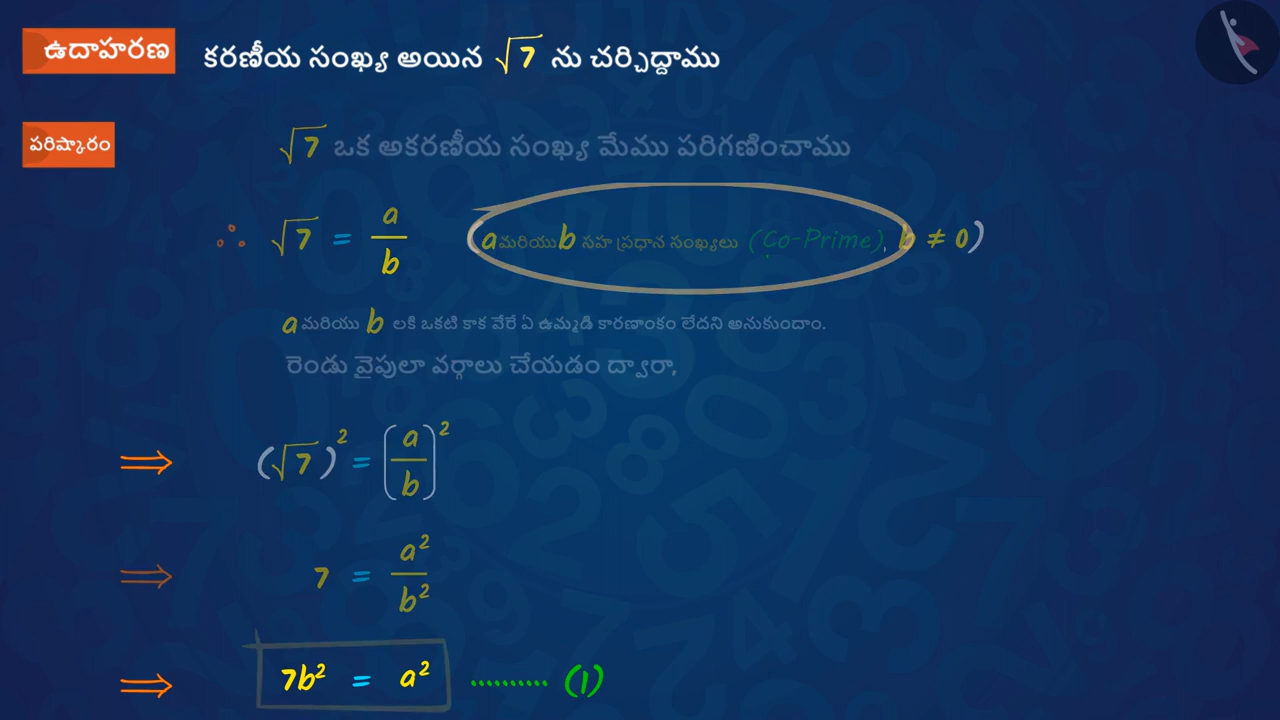 ఉదాహరణ కరణీయ సంఖ్య అయిన √7 ను చర్చిద్దాము
పరిష్కారం √7 ఒక అకరణీయ సంఖ్య మేము పరిగణించాము
∴ √7 = a/b (a మరియు b సహ ప్రధాన సంఖ్యలు (Co-Prime), b ≠ 0)
a మరియు b లకి ఒకటి కాక వేరే ఏ ఉమ్మడి కారణాంకం లేదని అనుకుందాం.
రెండు వైపులా వర్గాలు చేయడం ద్వారా,
⇒ (√7)² = (a/b)²
⇒ 7 = a²/b²
⇒ 7b² = a² .......... (1)